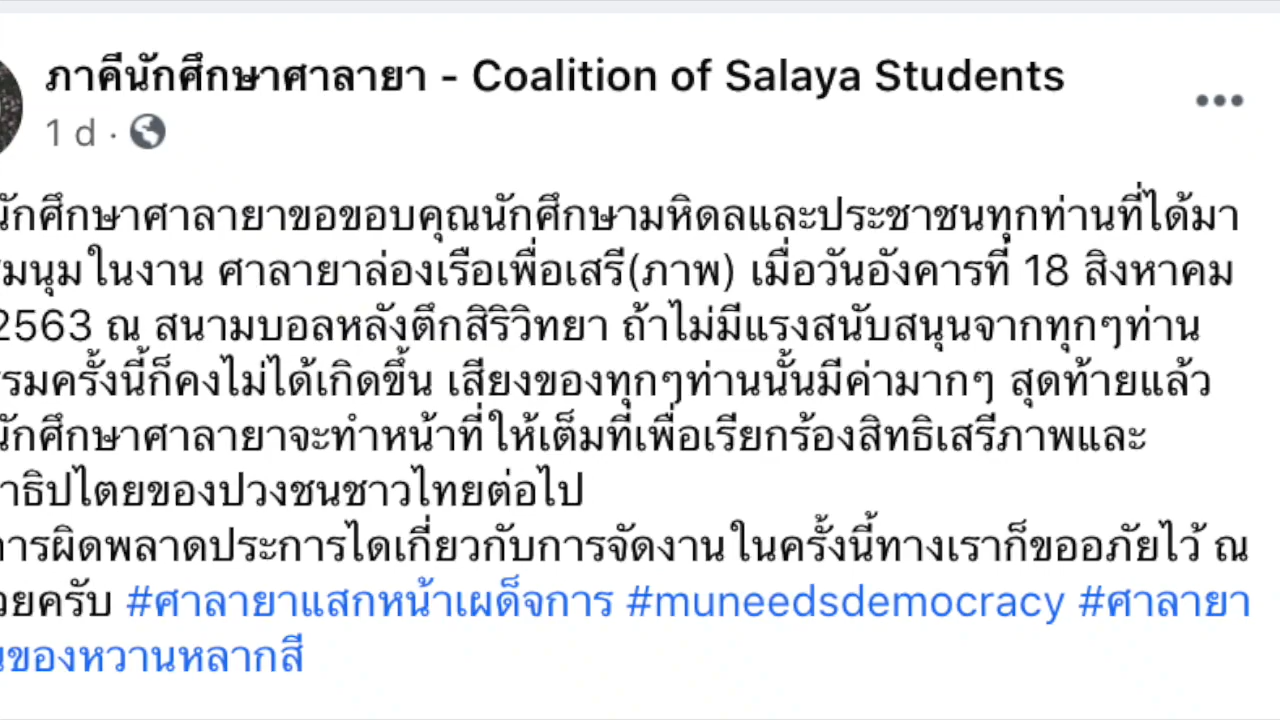 ภาคีนักศึกษาศาลายา - Coalition of Salaya Students
1 d ·
นักศึกษาศาลายาขอขอบคุณนักศึกษามหิดลและประชาชนทุกท่านที่ได้มา
มนุมในงาน ศาลายาล่องเรือเพื่อเสรี(ภาพ) เมื่อวันอังคารที่ 18 สิงหาคม
2563 ณ สนามบอลหลังตึกสิริวิทยา ถ้าไม่มีแรงสนับสนุนจากทุกๆท่าน
รมครั้งนี้ก็คงไม่ได้เกิดขึ้น เสียงของทุกๆท่านนั้นมีค่ามากๆ สุดท้ายแล้ว
นักศึกษาศาลายาจะทำหน้าที่ให้เต็มที่เพื่อเรียกร้องสิทธิเสรีภาพและ
าธิปไตยของปวงชนชาวไทยต่อไป
การผิดพลาดประการไดเกี่ยวกับการจัดงานในครั้งนี้ทางเราก็ขออภัยไว้ ณ
วยครับ #ศาลายาแสกหน้าเผด็จการ #muneedsdemocracy #ศาลายา
ของหวานหลากสี